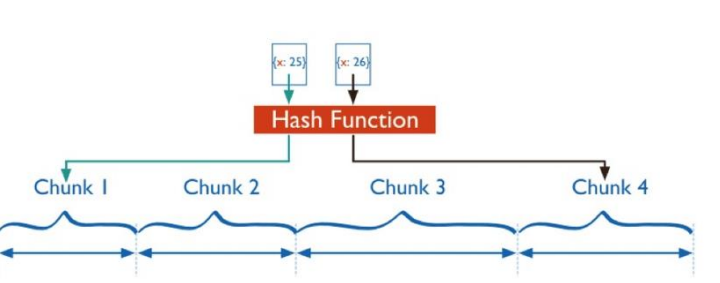 {x: 25} {x: 26}
Hash Function
Chunk 1 Chunk 2 Chunk 3 Chunk 4